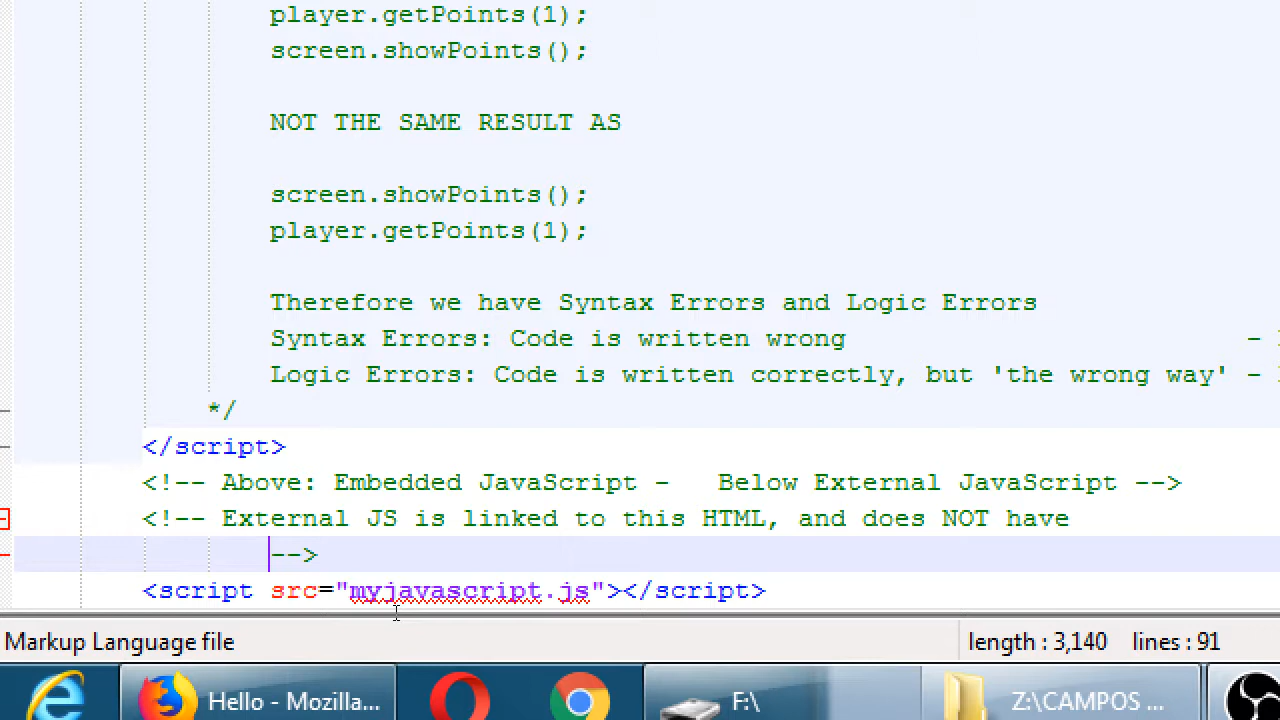 player.getPoints(1);
screen.showPoints();
NOT THE SAME RESULT AS
screen.showPoints();
player.getPoints(1);
Therefore we have Syntax Errors and Logic Errors
Syntax Errors: Code is written wrong -
Logic Errors: Code is written correctly, but 'the wrong way' -
*/
</script>
<!-- Above: Embedded JavaScript - Below External JavaScript -->
<!-- External JS is linked to this HTML, and does NOT have
-->
<script src="myjavascript.js"></script>
Markup Language file length : 3,140 lines : 91
Hello - Mozilla... F:\ Z:\CAMPOS ...